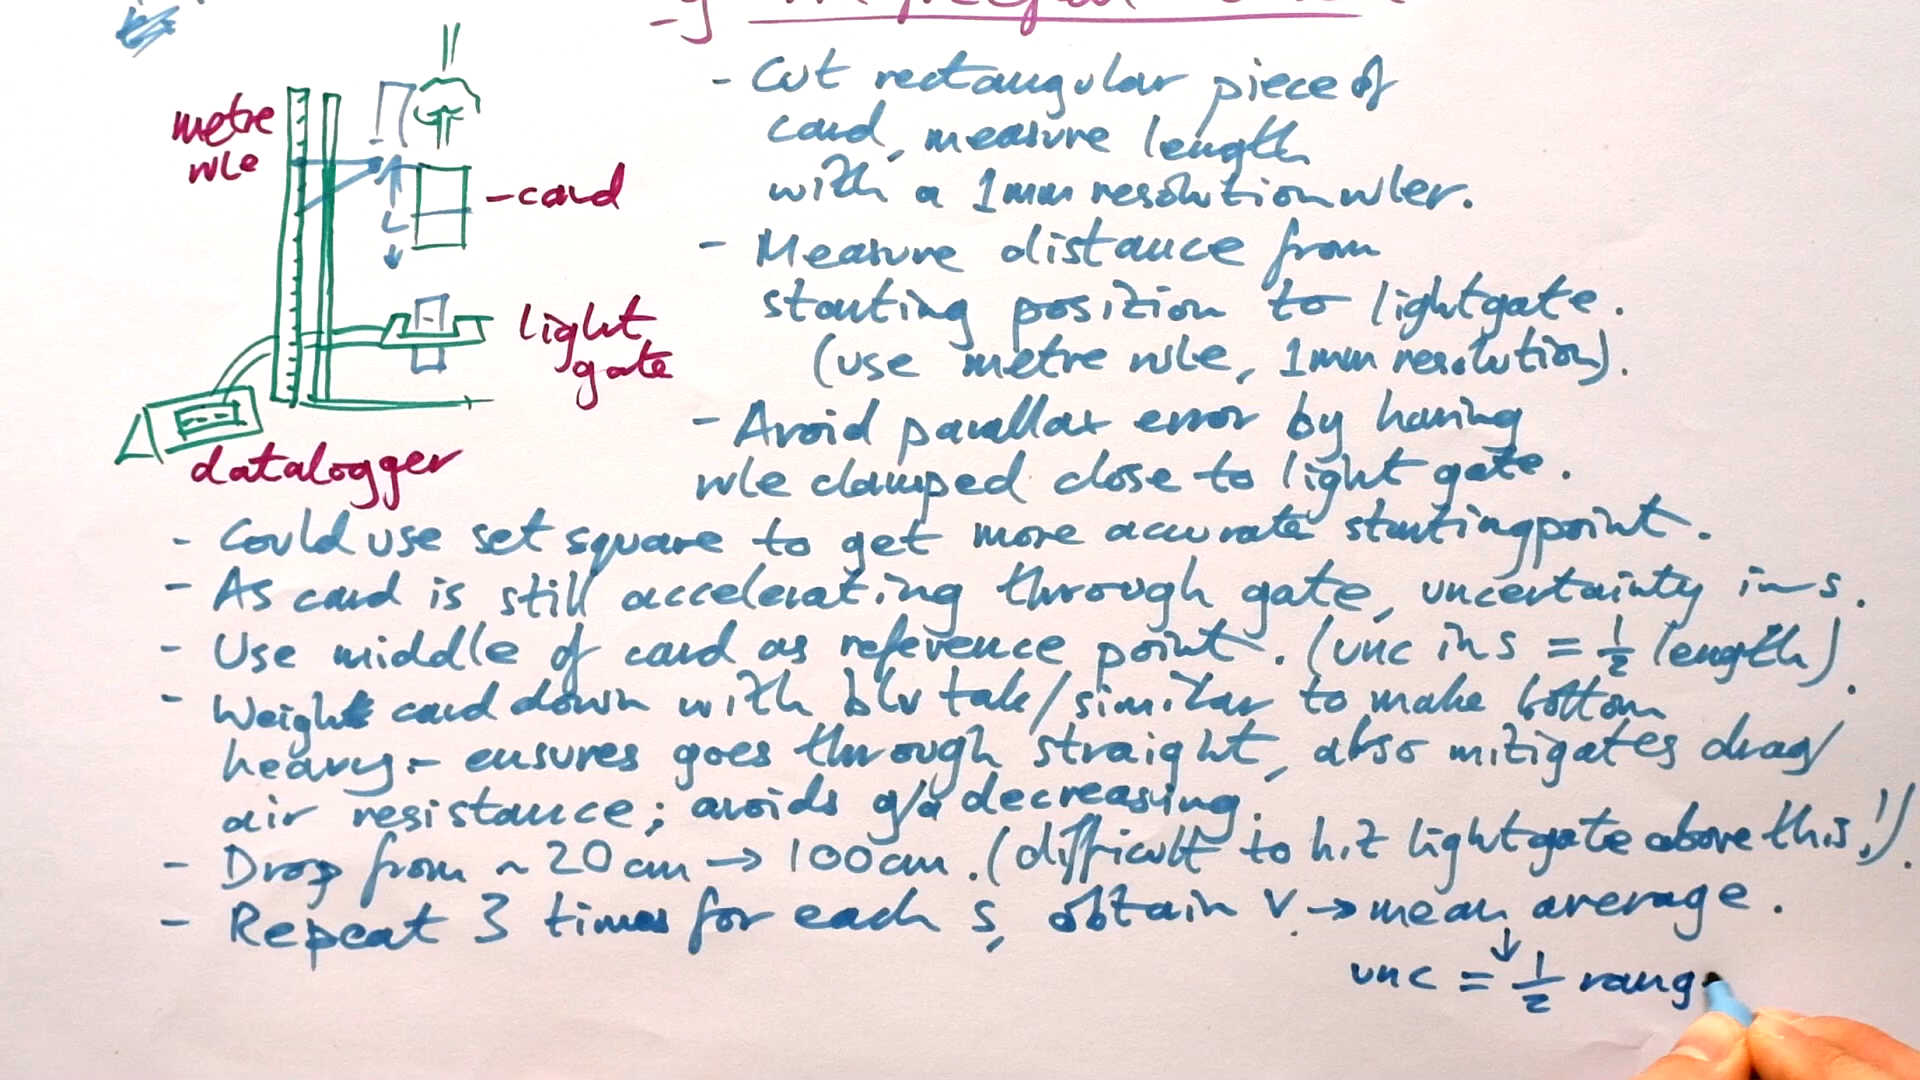 metre
rule
- card
L
light
gate
datalogger
- Cut rectangular piece of
card, measure length
with a 1mm resolution ruler.
- Measure distance from
starting position to lightgate.
(use metre rule, 1mm resolution).
- Avoid parallax error by having
rule clamped close to light gate.
- Could use set square to get more accurate starting point.
- As card is still accelerating through gate, uncertainty in s.
- Use middle of card as reference point. (unc in s = 1/2 length).
- Weight card down with blu tak/similar to make bottom
heavy - ensures goes through straight, also mitigates drag/
air resistance; avoids g/a decreasing.
- Drop from ~ 20cm → 100cm. (difficult to hit lightgate above this!).
- Repeat 3 times for each s, obtain v → mean average.
↓
unc = 1/2 rang